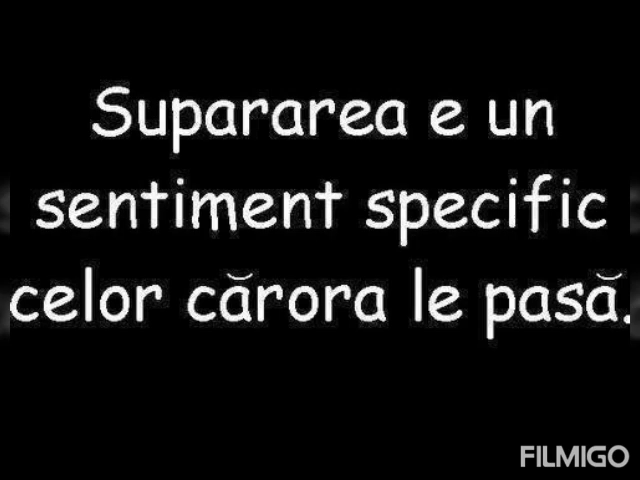 Supararea e un
sentiment specific
celor cărora le pasă.
FILMIGO